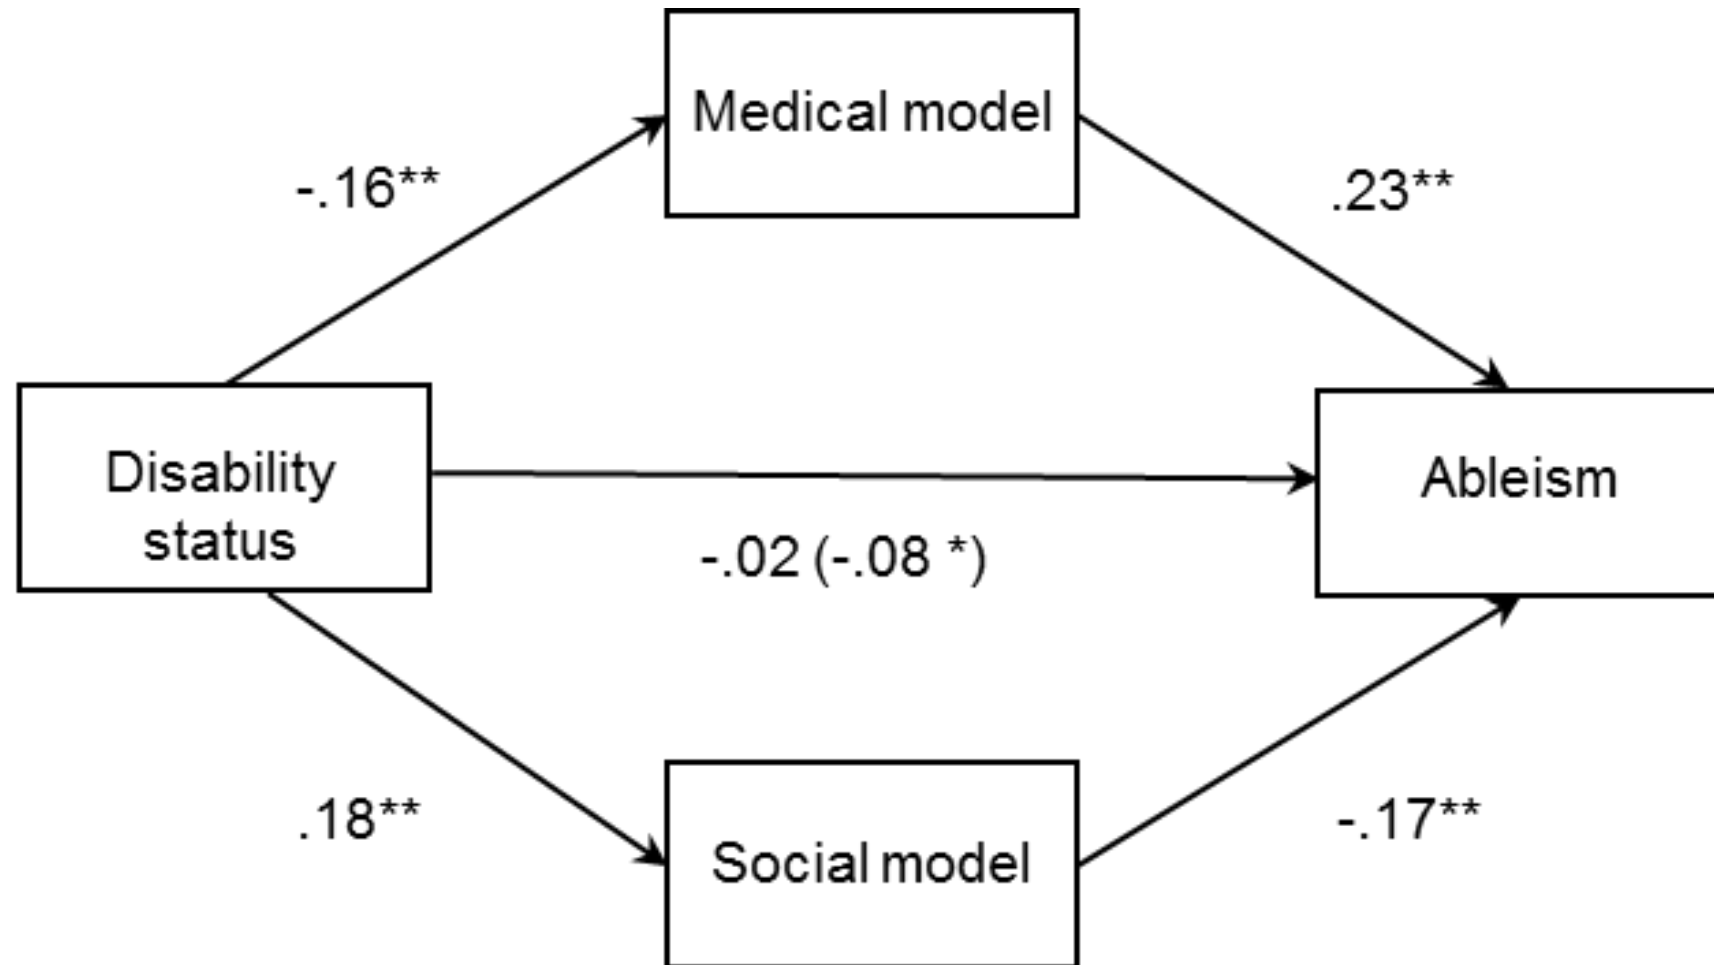 Medical model
-.16**
.23**
Disability
status
Ableism
-.02 (-.08 *)
.18**
-.17**
Social model